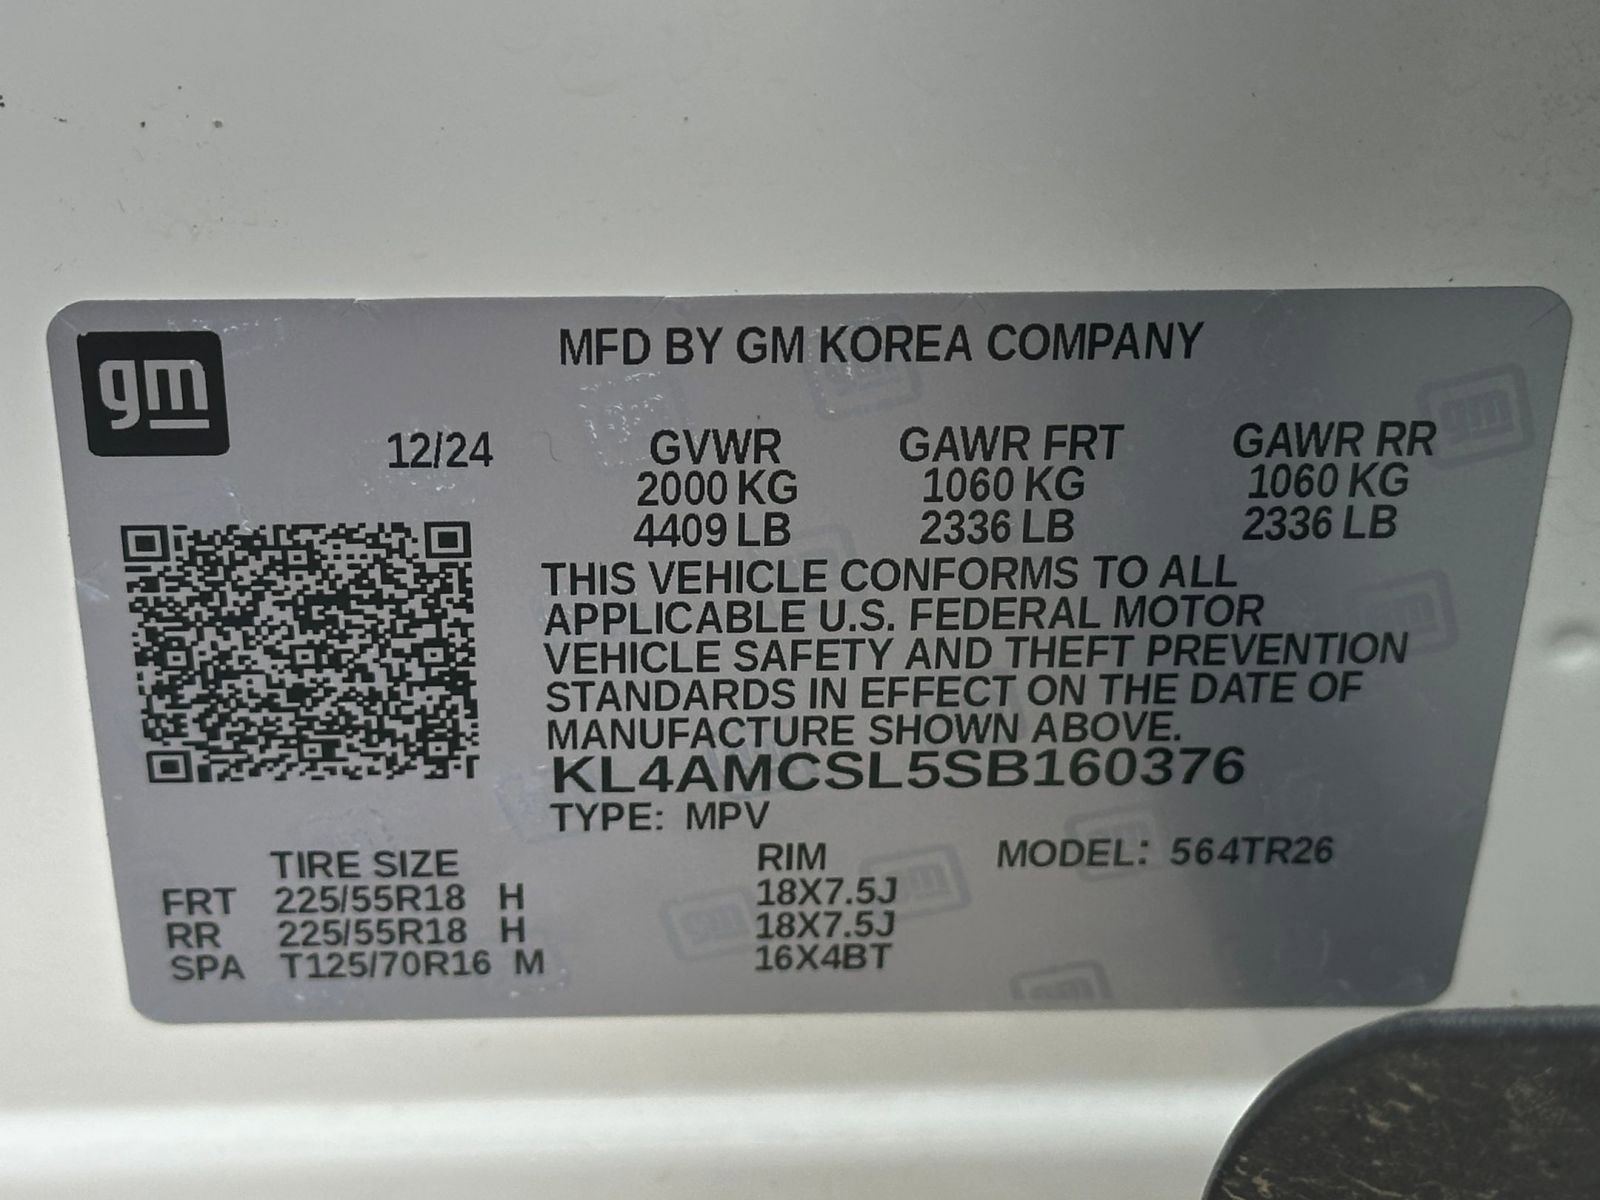 gm
MFD BY GM KOREA COMPANY
12/24 GVWR GAWR FRT GAWR RR
2000 KG 1060 KG 1060 KG
4409 LB 2336 LB 2336 LB
THIS VEHICLE CONFORMS TO ALL
APPLICABLE U.S. FEDERAL MOTOR
VEHICLE SAFETY AND THEFT PREVENTION
STANDARDS IN EFFECT ON THE DATE OF
MANUFACTURE SHOWN ABOVE.
KL4AMCSL5SB160376
TYPE: MPV
TIRE SIZE RIM MODEL: 564TR26
FRT 225/55R18 H 18X7.5J
RR 225/55R18 H 18X7.5J
SPA T125/70R16 M 16X4BT